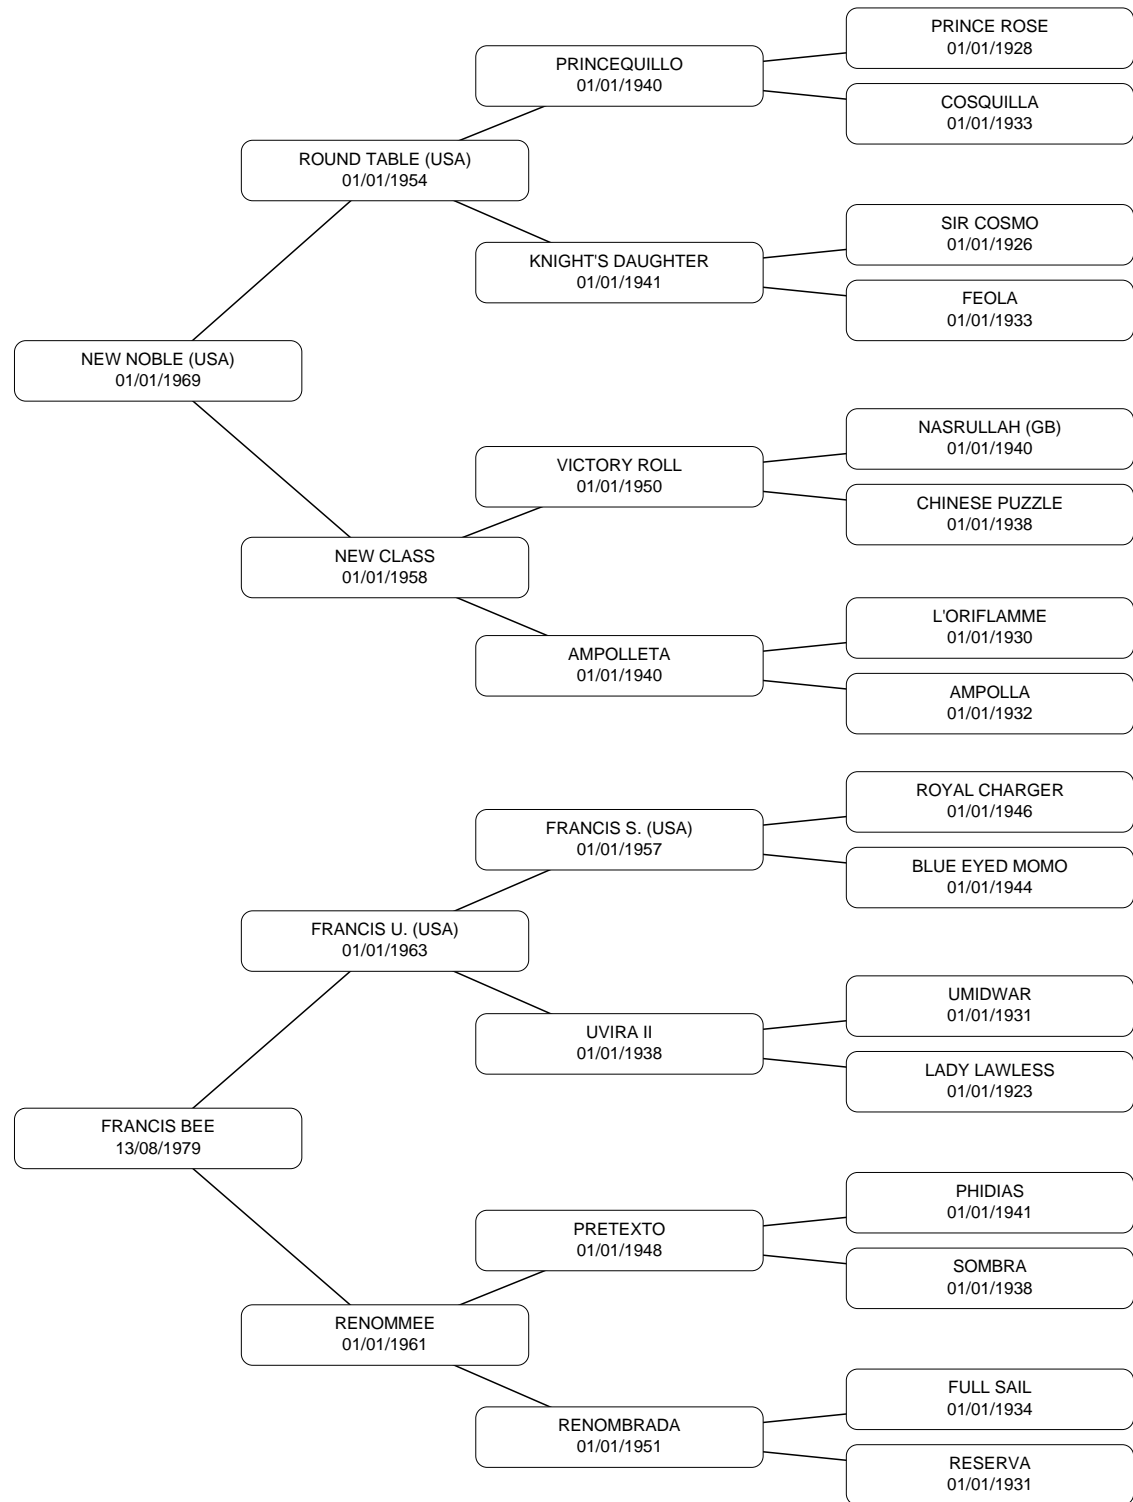 PRINCE ROSE
01/01/1928
PRINCEQUILLO
01/01/1940
COSQUILLA
01/01/1933
ROUND TABLE (USA)
01/01/1954
SIR COSMO
01/01/1926
KNIGHT'S DAUGHTER
01/01/1941
FEOLA
01/01/1933
NEW NOBLE (USA)
01/01/1969
NASRULLAH (GB)
01/01/1940
VICTORY ROLL
01/01/1950
CHINESE PUZZLE
01/01/1938
NEW CLASS
01/01/1958
L'ORIFLAMME
01/01/1930
AMPOLLETA
01/01/1940
AMPOLLA
01/01/1932
ROYAL CHARGER
01/01/1946
FRANCIS S. (USA)
01/01/1957
BLUE EYED MOMO
01/01/1944
FRANCIS U. (USA)
01/01/1963
UMIDWAR
01/01/1931
UVIRA II
01/01/1938
LADY LAWLESS
01/01/1923
FRANCIS BEE
13/08/1979
PHIDIAS
01/01/1941
PRETEXTO
01/01/1948
SOMBRA
01/01/1938
RENOMMEE
01/01/1961
FULL SAIL
01/01/1934
RENOMBRADA
01/01/1951
RESERVA
01/01/1931